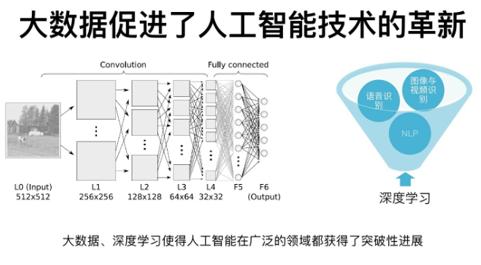 大数据促进了人工智能技术的革新
Convolution
Fully connected
L0 (Input)
512x512
L1
256x256
L2
128x128
L3
64x64
L4
32x32
F5
F6
(Output)
语音识
别
图像与
视频识
别
NLP
深度学习
大数据、深度学习使得人工智能在广泛的领域都获得了突破性进展